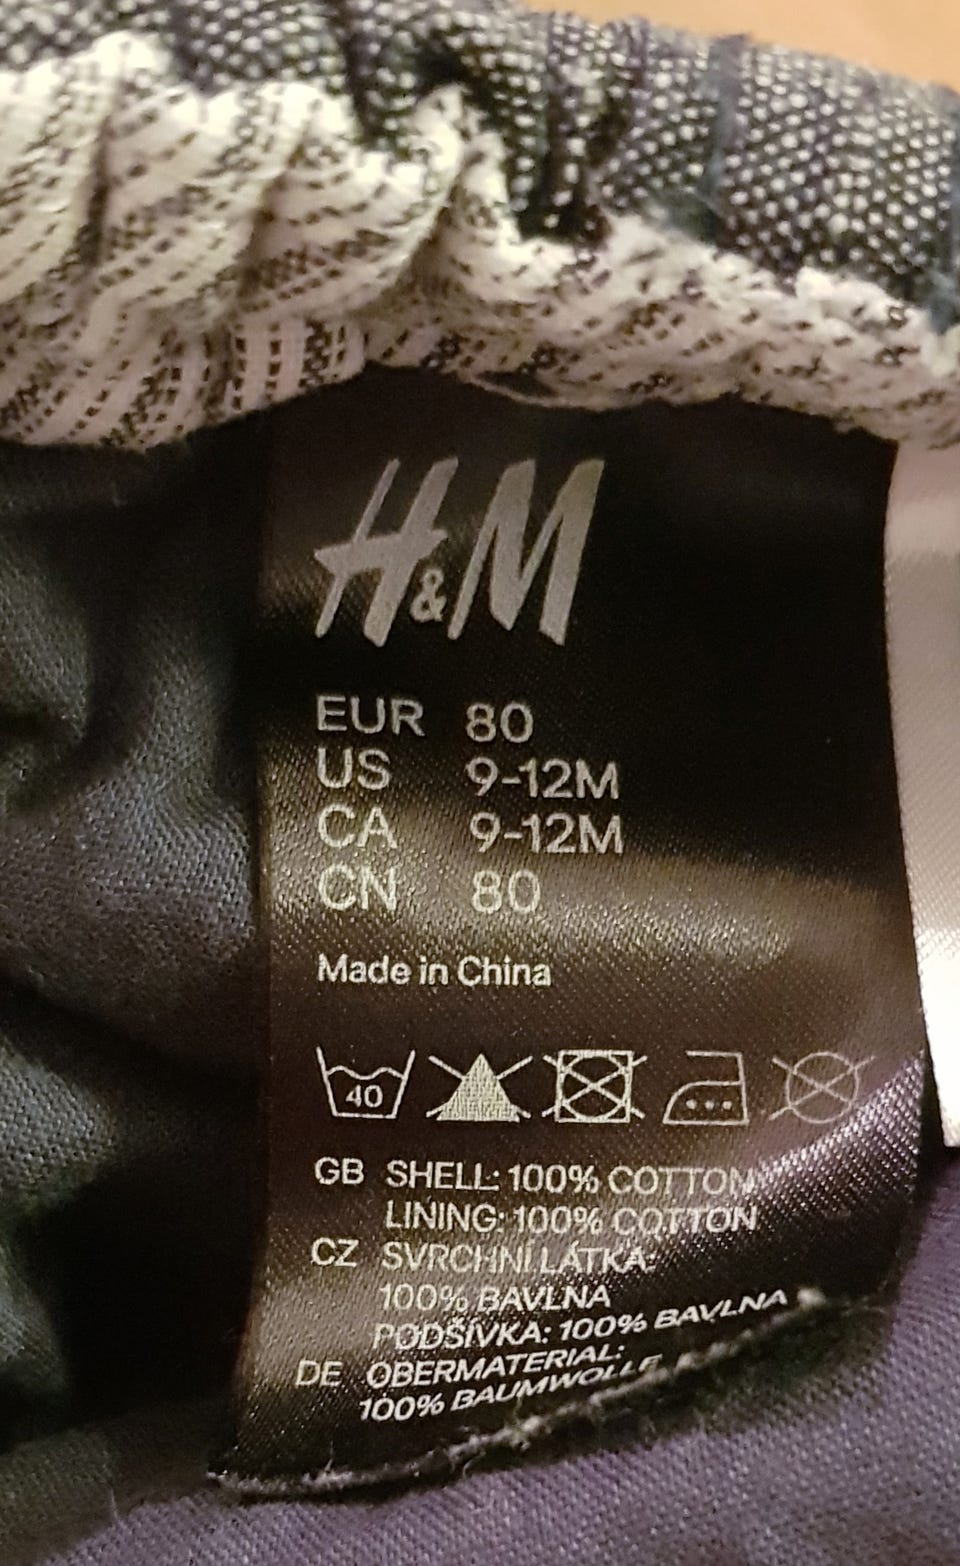 H&M
EUR 80
US 9-12M
CA 9-12M
CN 80
Made in China
40
GB SHELL: 100% COTTON
LINING: 100% COTTON
CZ SVRCHNÍ LÁTKA:
100% BAVLNA
PODŠÍVKA: 100% BAVLNA
DE OBERMATERIAL:
100% BAUMWOLLE